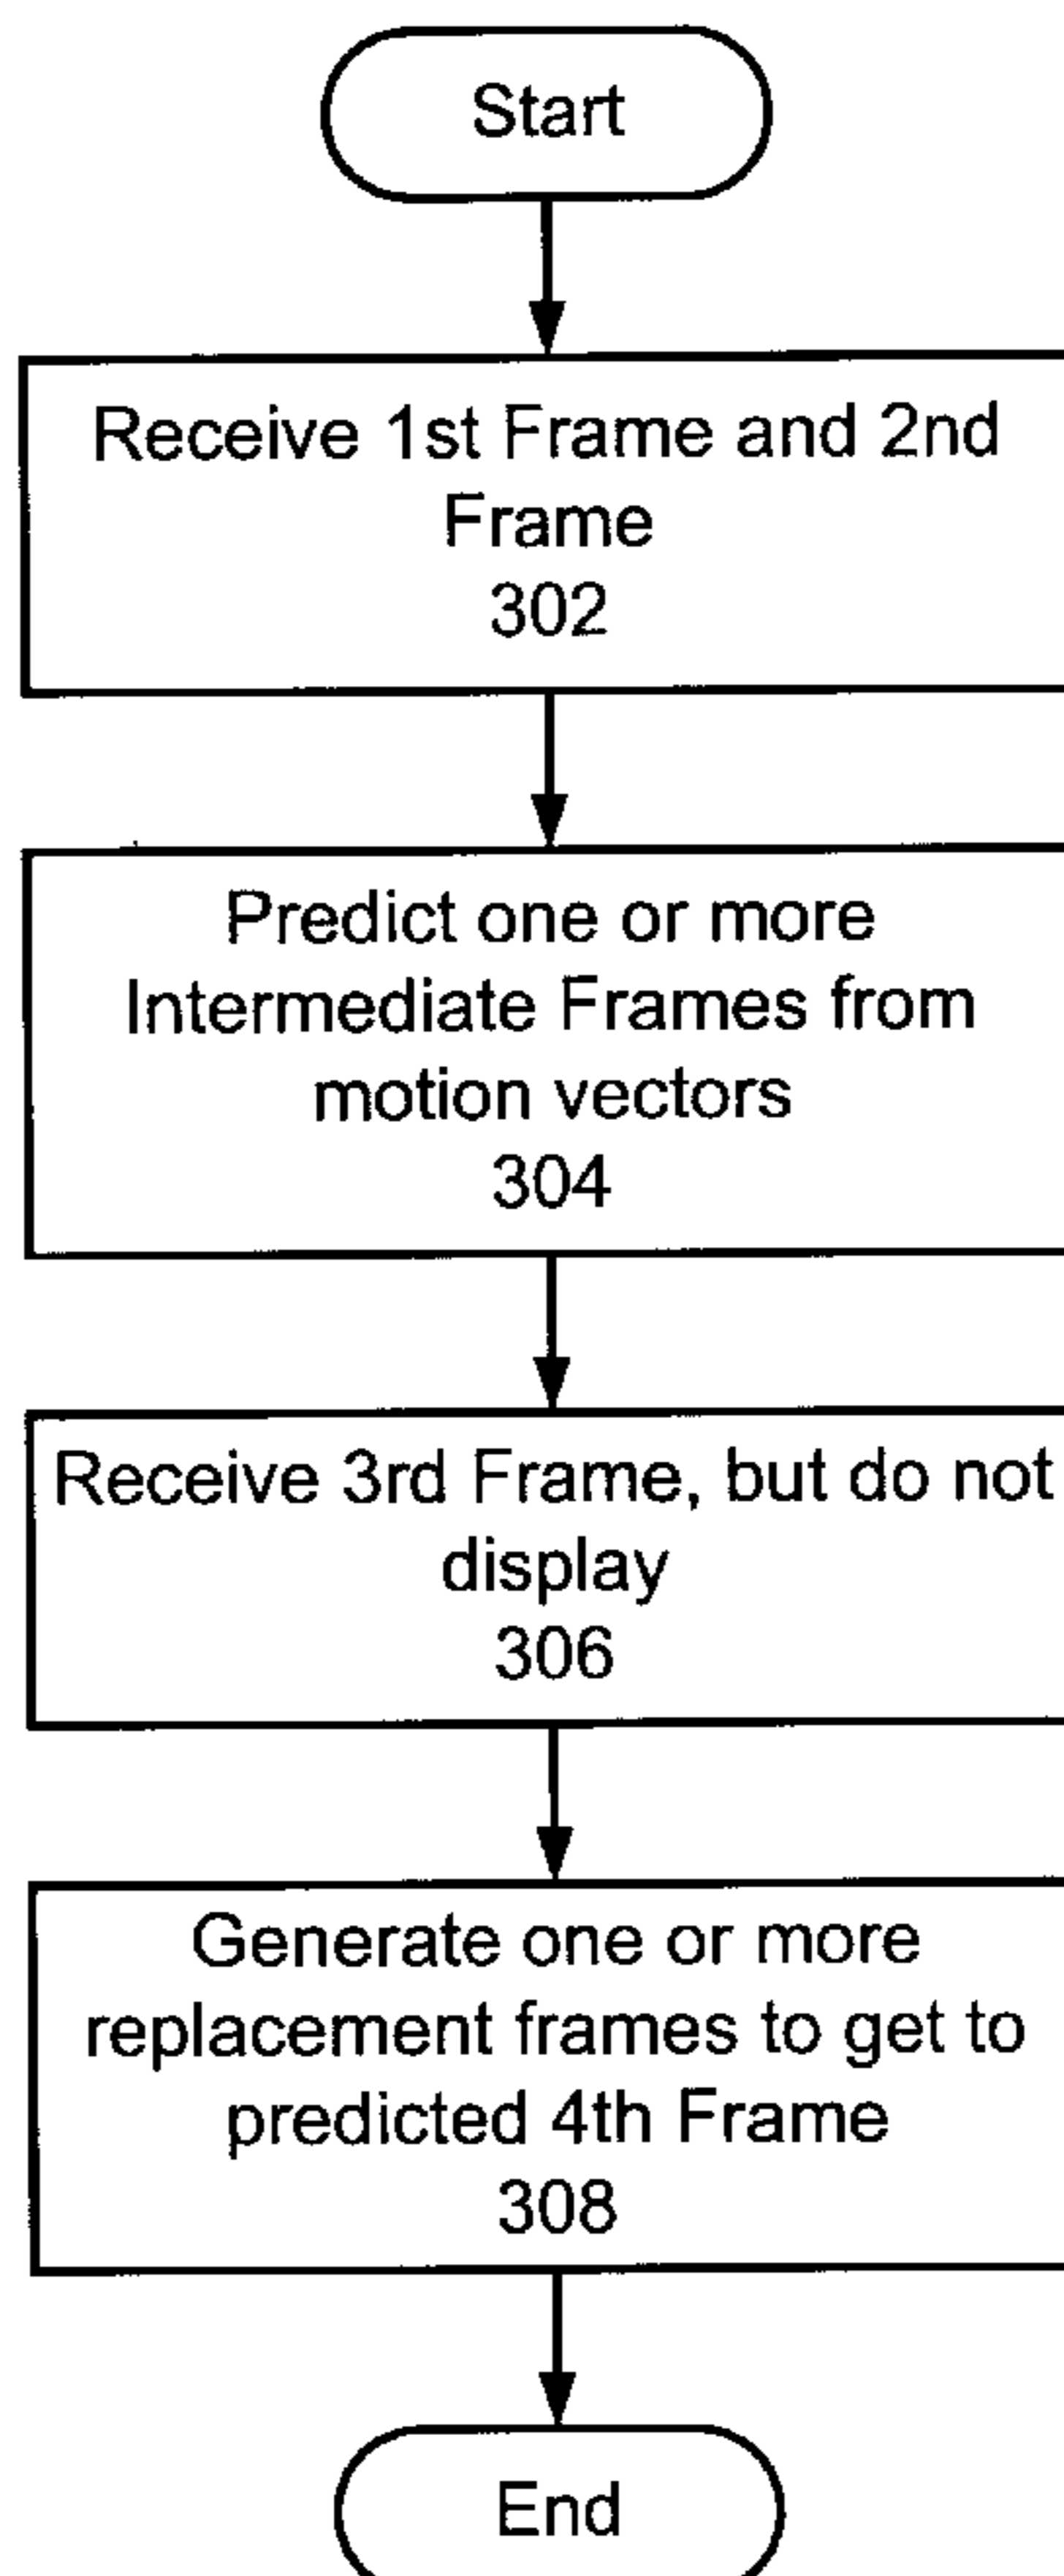 Start
Receive 1st Frame and 2nd
Frame
302
Predict one or more
Intermediate Frames from
motion vectors
304
Receive 3rd Frame, but do not
display
306
Generate one or more
replacement frames to get to
predicted 4th Frame
308
End